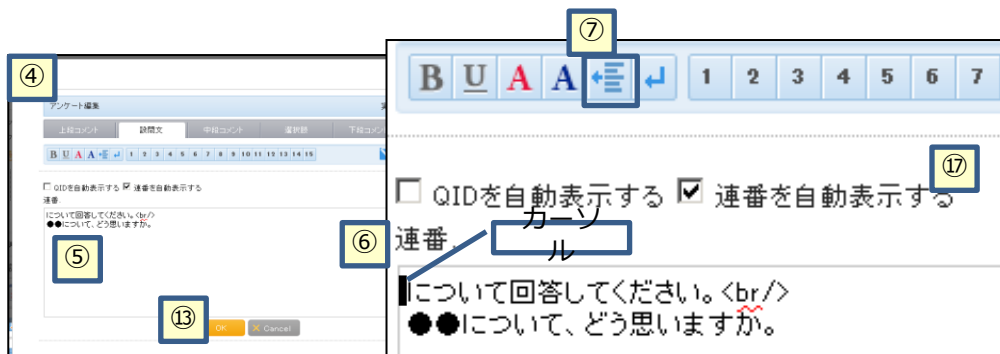 ④
アンケート編集
上段コメント 設問文 中段コメント 選択肢 下段コメント
B U A A 1 2 3 4 5 6 7 8 9 10 11 12 13 14 15
□ QIDを自動表示する ☑ 連番を自動表示する
連番.
について回答してください。<br/>
●●について、どう思いますか。
⑤
⑬
OK × Cancel
⑦
B U A A 1 2 3 4 5 6 7
⑰
□ QIDを自動表示する ☑ 連番を自動表示する
⑥
連番.
カーソ
ル
について回答してください。<br/>
●●について、どう思いますか。